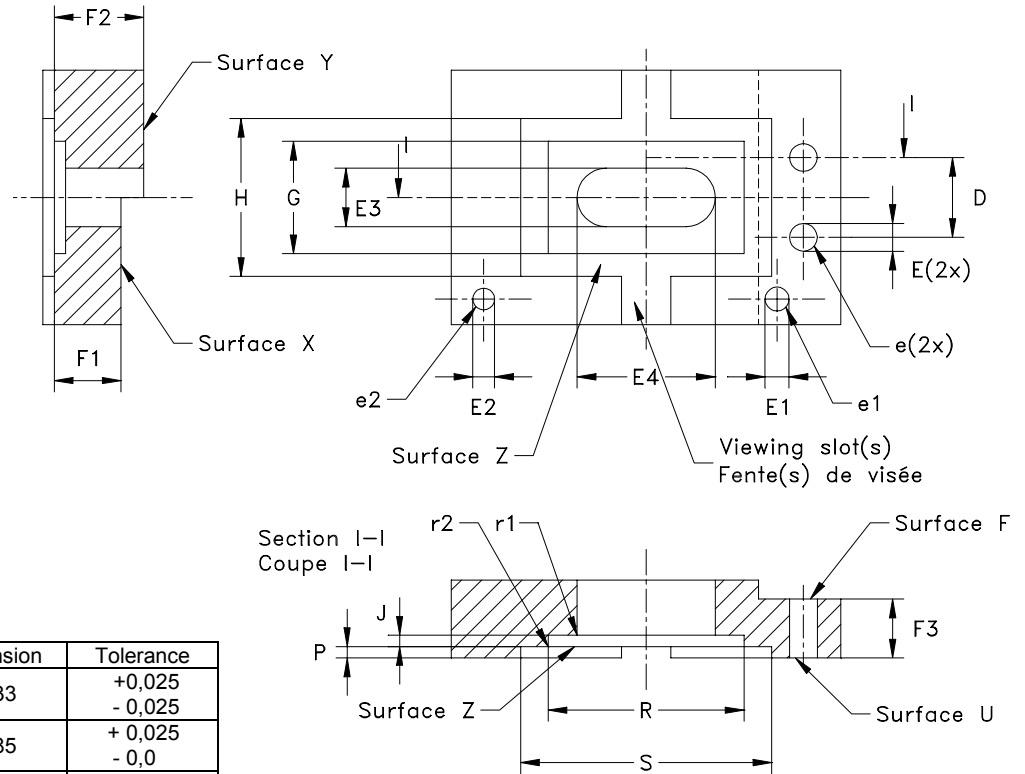 F2
Surface Y
I
I
H
G
E3
D
E(2x)
Surface X
F1
e(2x)
e2
E2
E4
E1
e1
Surface Z
Viewing slot(s)
Fente(s) de visée
Section I-I
Coupe I-I
r2
r1
Surface F
J
P
F3
Surface Z
R
Surface U
S
Tolerance
+0,025
- 0,025
+ 0,025
- 0,0